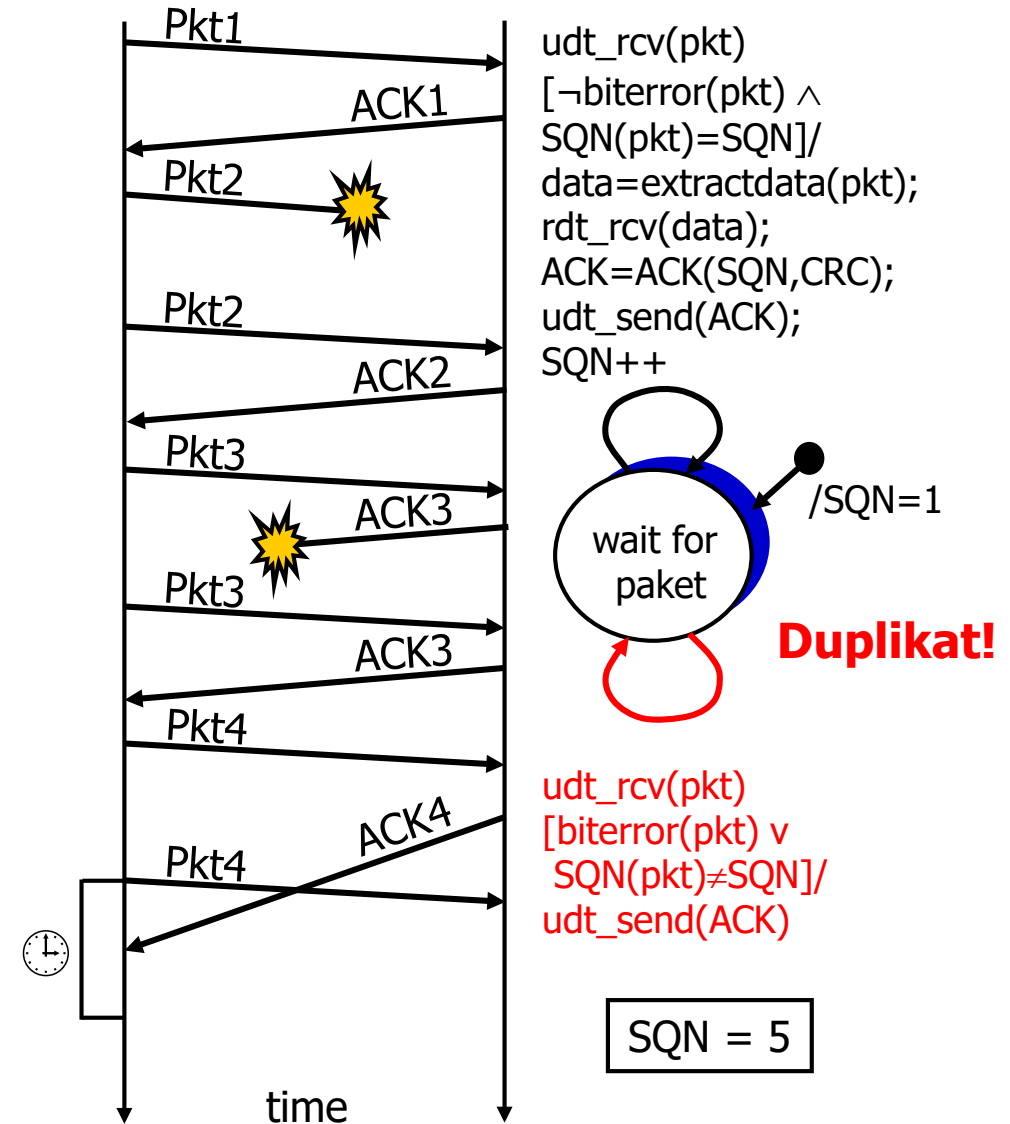 Pkt1
ACK1
Pkt2
Pkt2
ACK2
Pkt3
ACK3
Pkt3
ACK3
Pkt4
ACK4
Pkt4
time
udt_rcv(pkt)
[¬biterror(pkt) ∧
SQN(pkt)=SQN]/
data=extractdata(pkt);
rdt_rcv(data);
ACK=ACK(SQN,CRC);
udt_send(ACK);
SQN++
/SQN=1
wait for
paket
Duplikat!
udt_rcv(pkt)
[biterror(pkt) v
SQN(pkt)≠SQN]/
udt_send(ACK)
SQN = 5